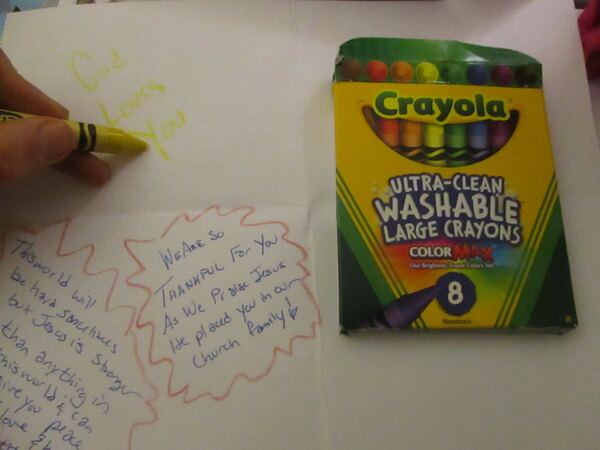 God
Loves
You
We Are So
THANKFUL For You
As We Praise Jesus
He placed you in our
Church family!
This world will
be hard sometimes
but Jesus is stronger
than anything in
this world & can
give you peace
love
Crayola
ULTRA-CLEAN
WASHABLE
LARGE CRAYONS
COLOR MAX
Our Brightest, Truest Colors Yet!
8
Nontoxic